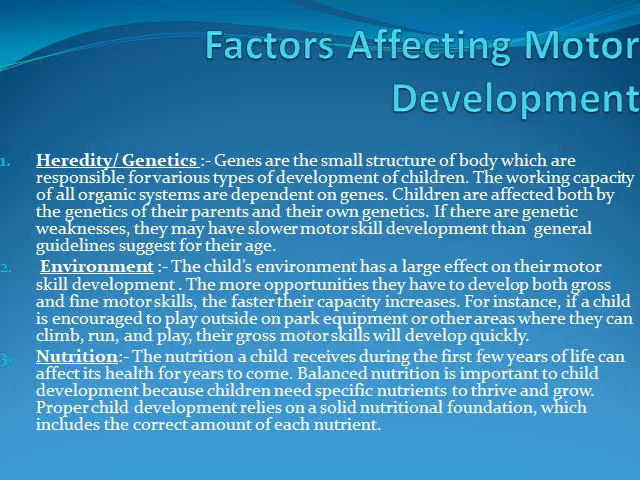 Factors Affecting Motor
Development
1. Heredity/ Genetics :- Genes are the small structure of body which are
responsible for various types of development of children. The working capacity
of all organic systems are dependent on genes. Children are affected both by
the genetics of their parents and their own genetics. If there are genetic
weaknesses, they may have slower motor skill development than general
guidelines suggest for their age.
2. Environment :- The child's environment has a large effect on their motor
skill development . The more opportunities they have to develop both gross
and fine motor skills, the faster their capacity increases. For instance, if a child
is encouraged to play outside on park equipment or other areas where they can
climb, run, and play, their gross motor skills will develop quickly.
3. Nutrition:- The nutrition a child receives during the first few years of life can
affect its health for years to come. Balanced nutrition is important to child
development because children need specific nutrients to thrive and grow.
Proper child development relies on a solid nutritional foundation, which
includes the correct amount of each nutrient.